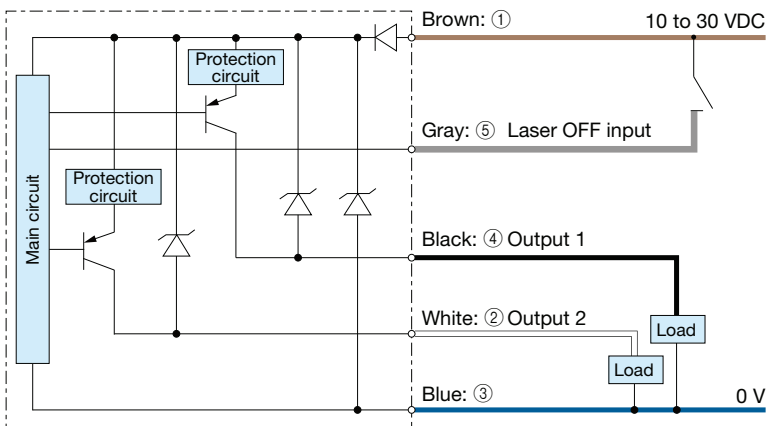 Brown: ① 10 to 30 VDC
Protection
circuit
Gray: ⑤ Laser OFF input
Protection
circuit
Main circuit
Black: ④ Output 1
White: ② Output 2
Load
Load
Blue: ③ 0 V